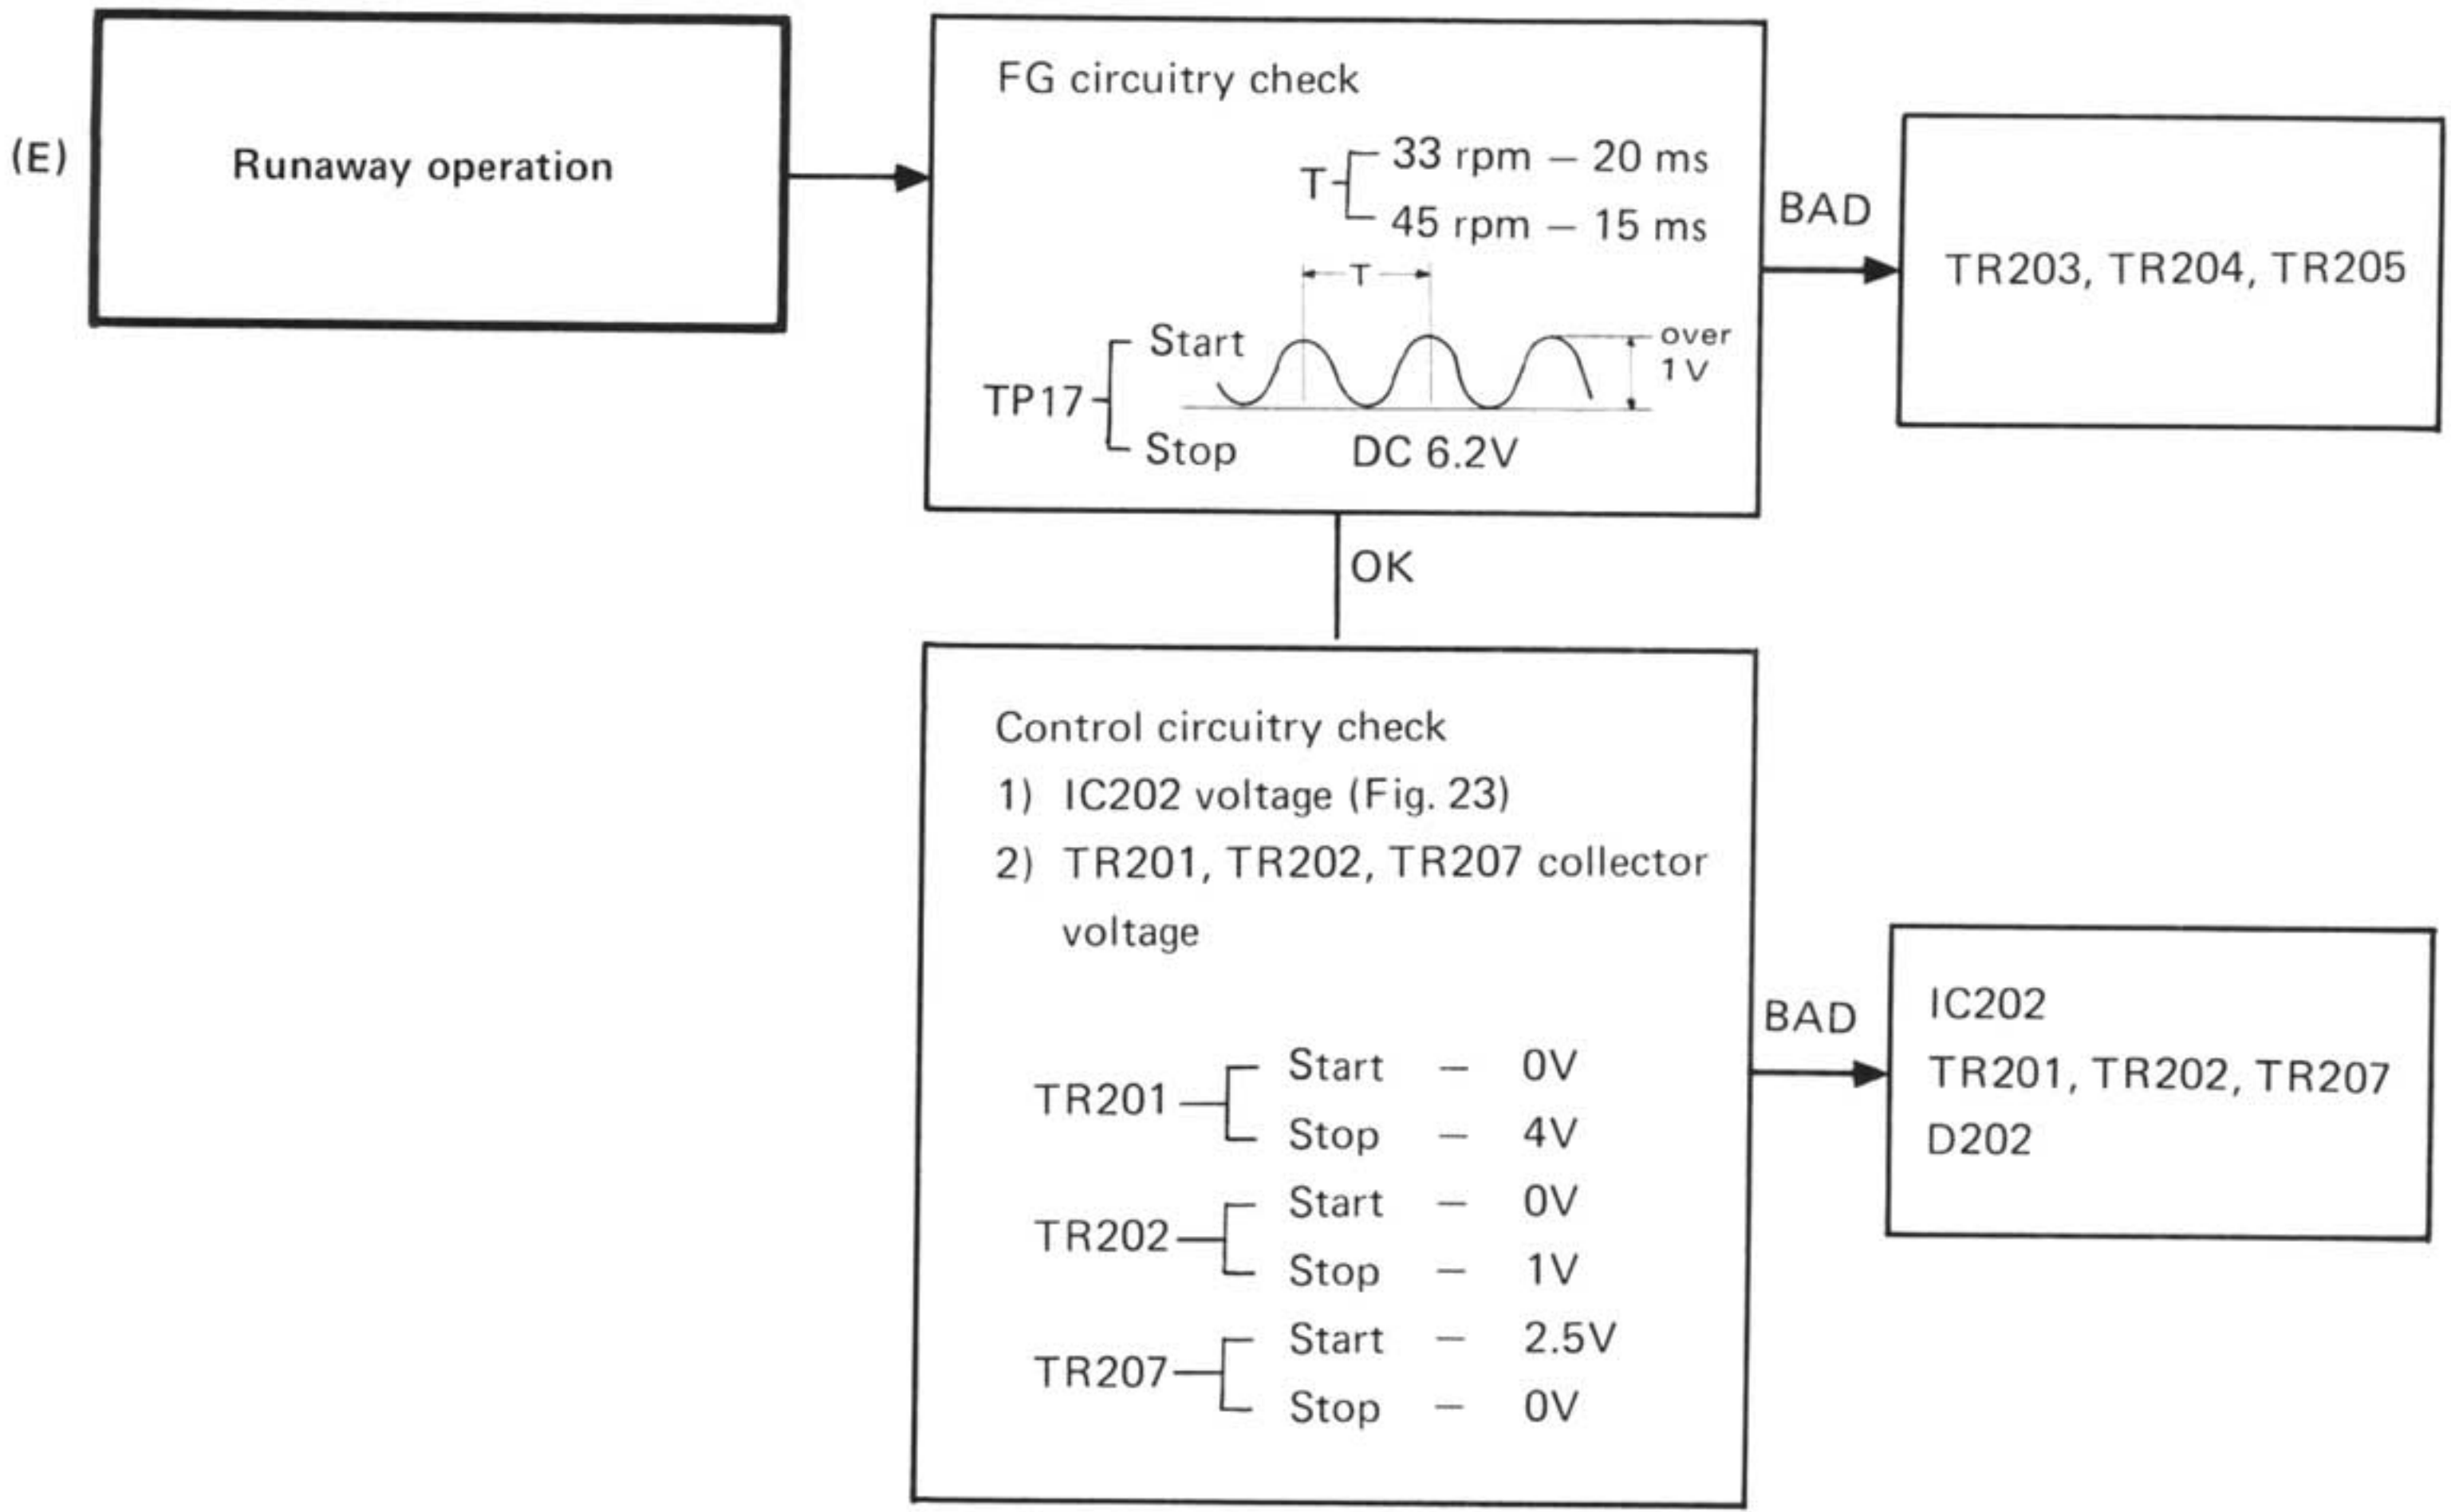 (E)
Runaway operation
FG circuitry check
T
33 rpm — 20 ms
45 rpm — 15 ms
T
TP17
Start
over
1V
Stop DC 6.2V
BAD
TR203, TR204, TR205
OK
Control circuitry check
1) IC202 voltage (Fig. 23)
2) TR201, TR202, TR207 collector
voltage
TR201
Start — 0V
Stop — 4V
TR202
Start — 0V
Stop — 1V
TR207
Start — 2.5V
Stop — 0V
BAD
IC202
TR201, TR202, TR207
D202